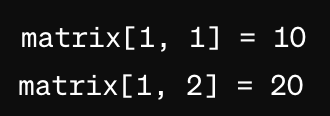 matrix[1, 1] = 10
matrix[1, 2] = 20